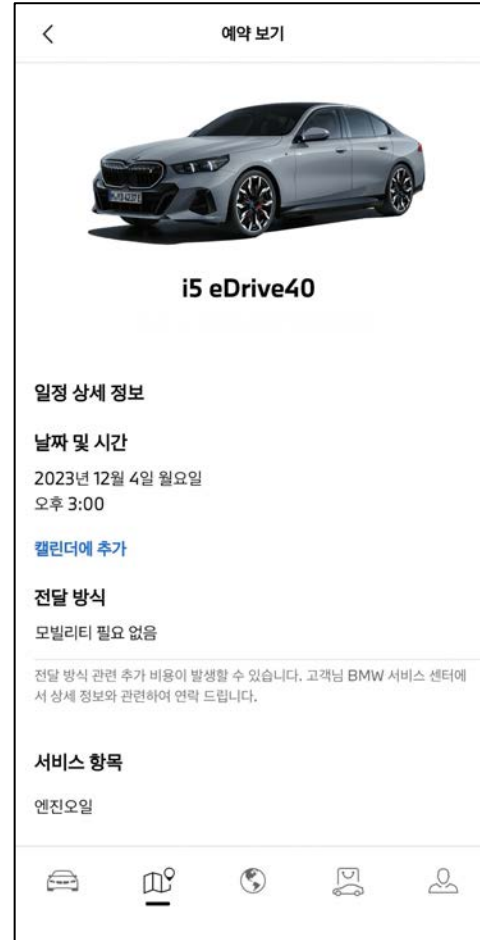 예약 보기
i5 eDrive40
일정 상세 정보
날짜 및 시간
2023년 12월 4일 월요일
오후 3:00
캘린더에 추가
전달 방식
모빌리티 필요 없음
전달 방식 관련 추가 비용이 발생할 수 있습니다. 고객님 BMW 서비스 센터에
서 상세 정보와 관련하여 연락 드립니다.
서비스 항목
엔진오일